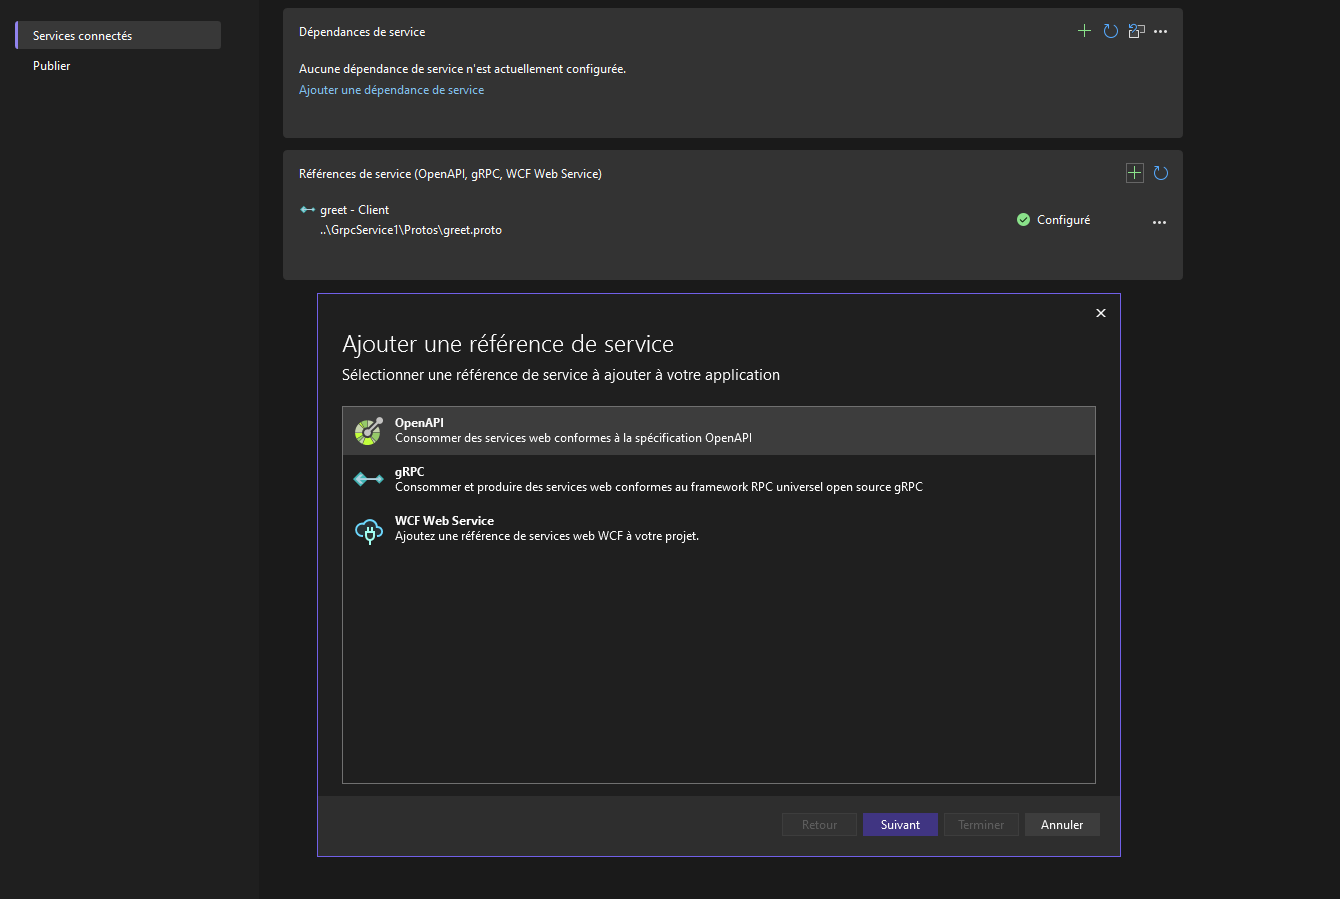 Services connectés
Publier
Dépendances de service
Aucune dépendance de service n'est actuellement configurée.
Ajouter une dépendance de service
Références de service (OpenAPI, gRPC, WCF Web Service)
greet - Client
..\GrpcService1\Protos\greet.proto
Configuré
Ajouter une référence de service
Sélectionner une référence de service à ajouter à votre application
OpenAPI
Consommer des services web conformes à la spécification OpenAPI
gRPC
Consommer et produire des services web conformes au framework RPC universel open source gRPC
WCF Web Service
Ajoutez une référence de services web WCF à votre projet.
Retour Suivant Terminer Annuler